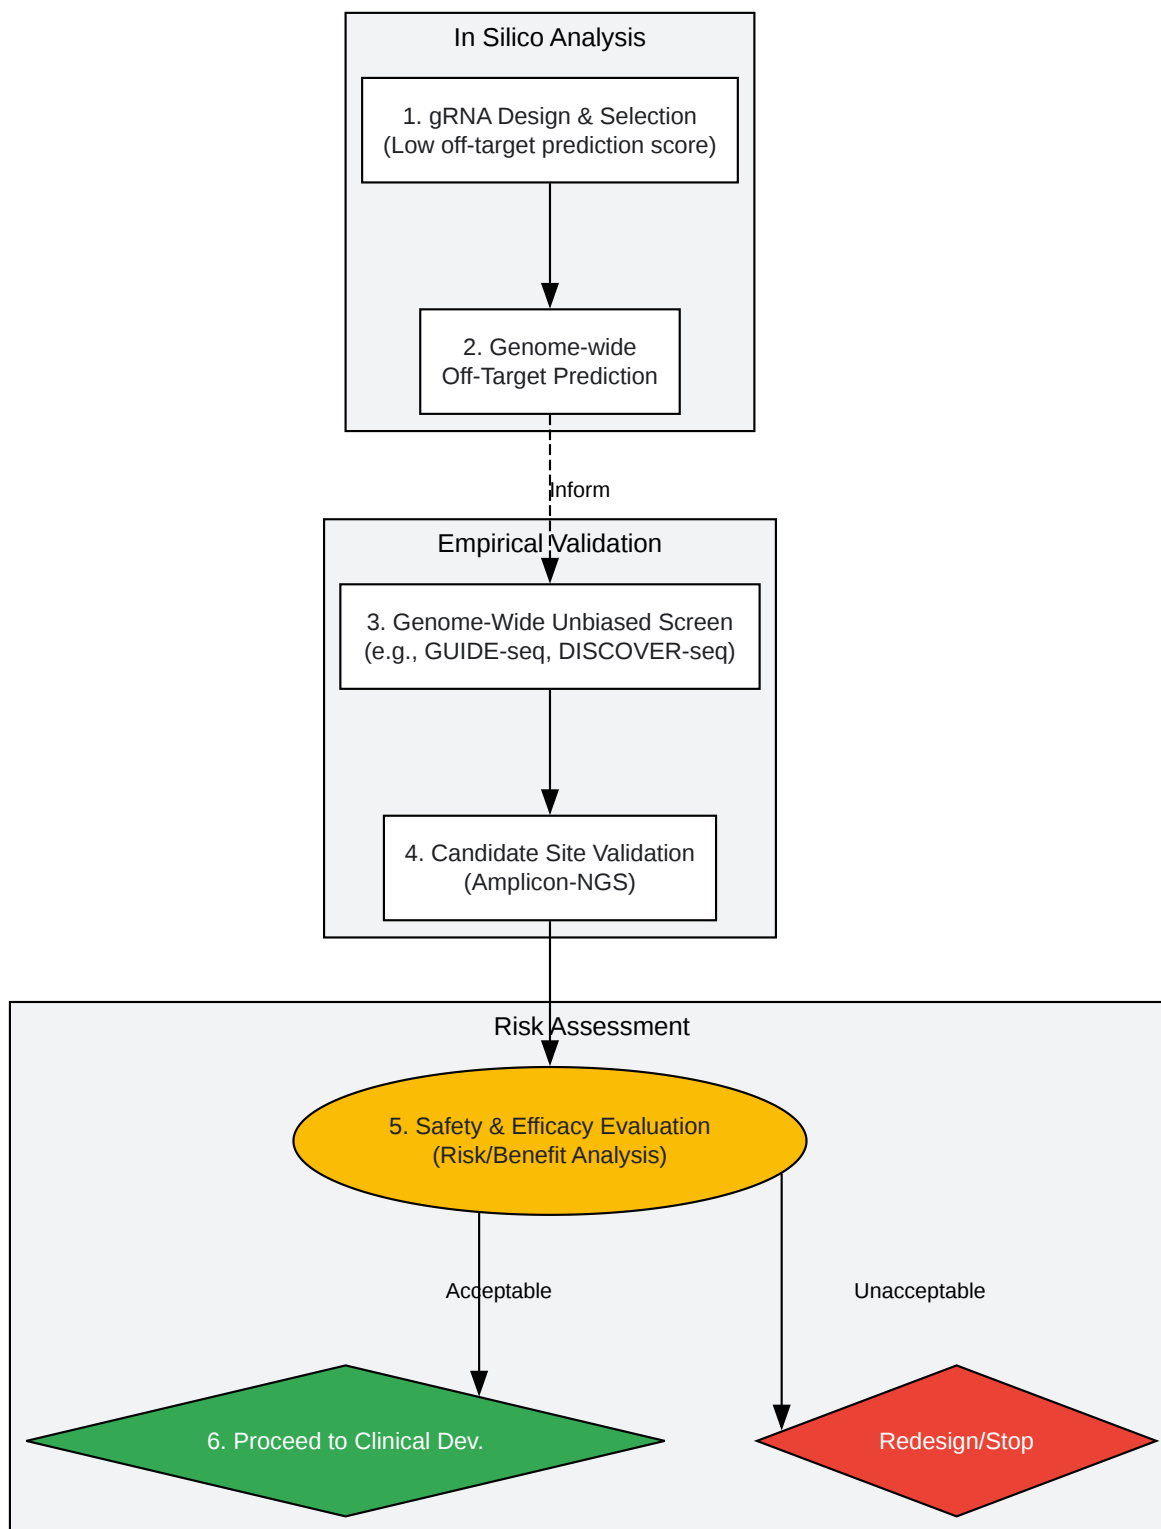 In Silico Analysis
1. gRNA Design & Selection
(Low off-target prediction score)
2. Genome-wide
Off-Target Prediction
Inform
Empirical Validation
3. Genome-Wide Unbiased Screen
(e.g., GUIDE-seq, DISCOVER-seq)
4. Candidate Site Validation
(Amplicon-NGS)
Risk Assessment
5. Safety & Efficacy Evaluation
(Risk/Benefit Analysis)
Acceptable
Unacceptable
6. Proceed to Clinical Dev.
Redesign/Stop